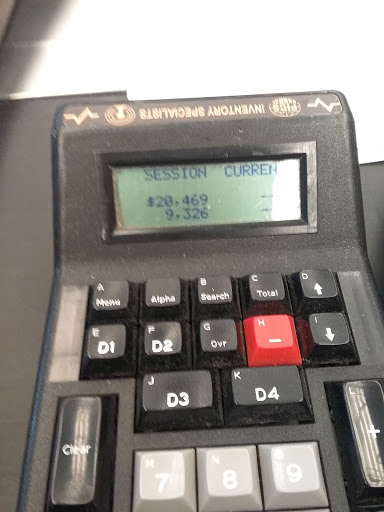 INVENTORY SPECIALISTS
PICS
SESSION CURREN
$20,469 --
9,326 --
A Menu
Alpha
B Search
C Total
D ↑
E D1
F D2
G Ovr
H −
I ↓
J D3
K D4
Clear
L +
M 7
N 8
9